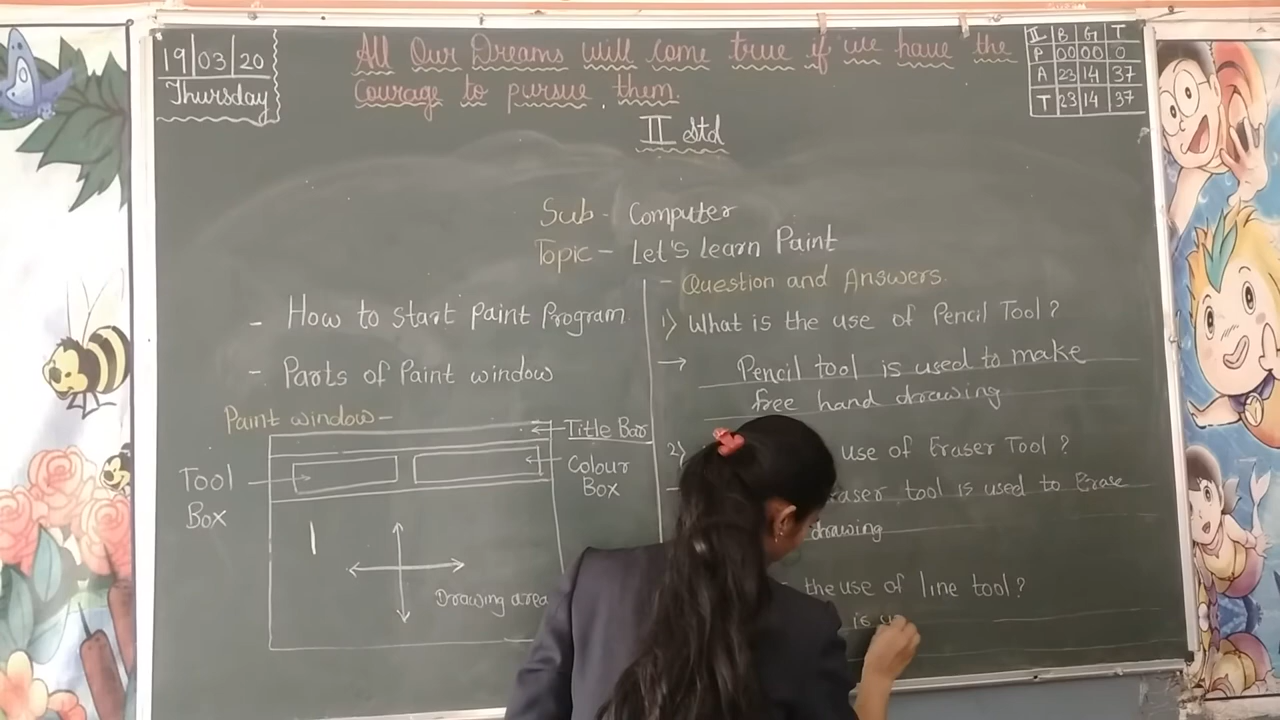 19|03|20
Thursday
All Our Dreams will come true if we have the
courage to pursue them.
II B G T
P 00 00 0
A 23 14 37
T 23 14 37
II Std
Sub - Computer
Topic - Let's learn Paint
- How to start Paint Program
- Parts of Paint window
Paint window -
Title Bar
Colour
Box
Tool
Box
Drawing area
- Question and Answers.
1) What is the use of Pencil Tool?
→ Pencil tool is used to make
free hand drawing
2) use of Eraser Tool?
tool is used to Erase
drawing
the use of line tool?
is